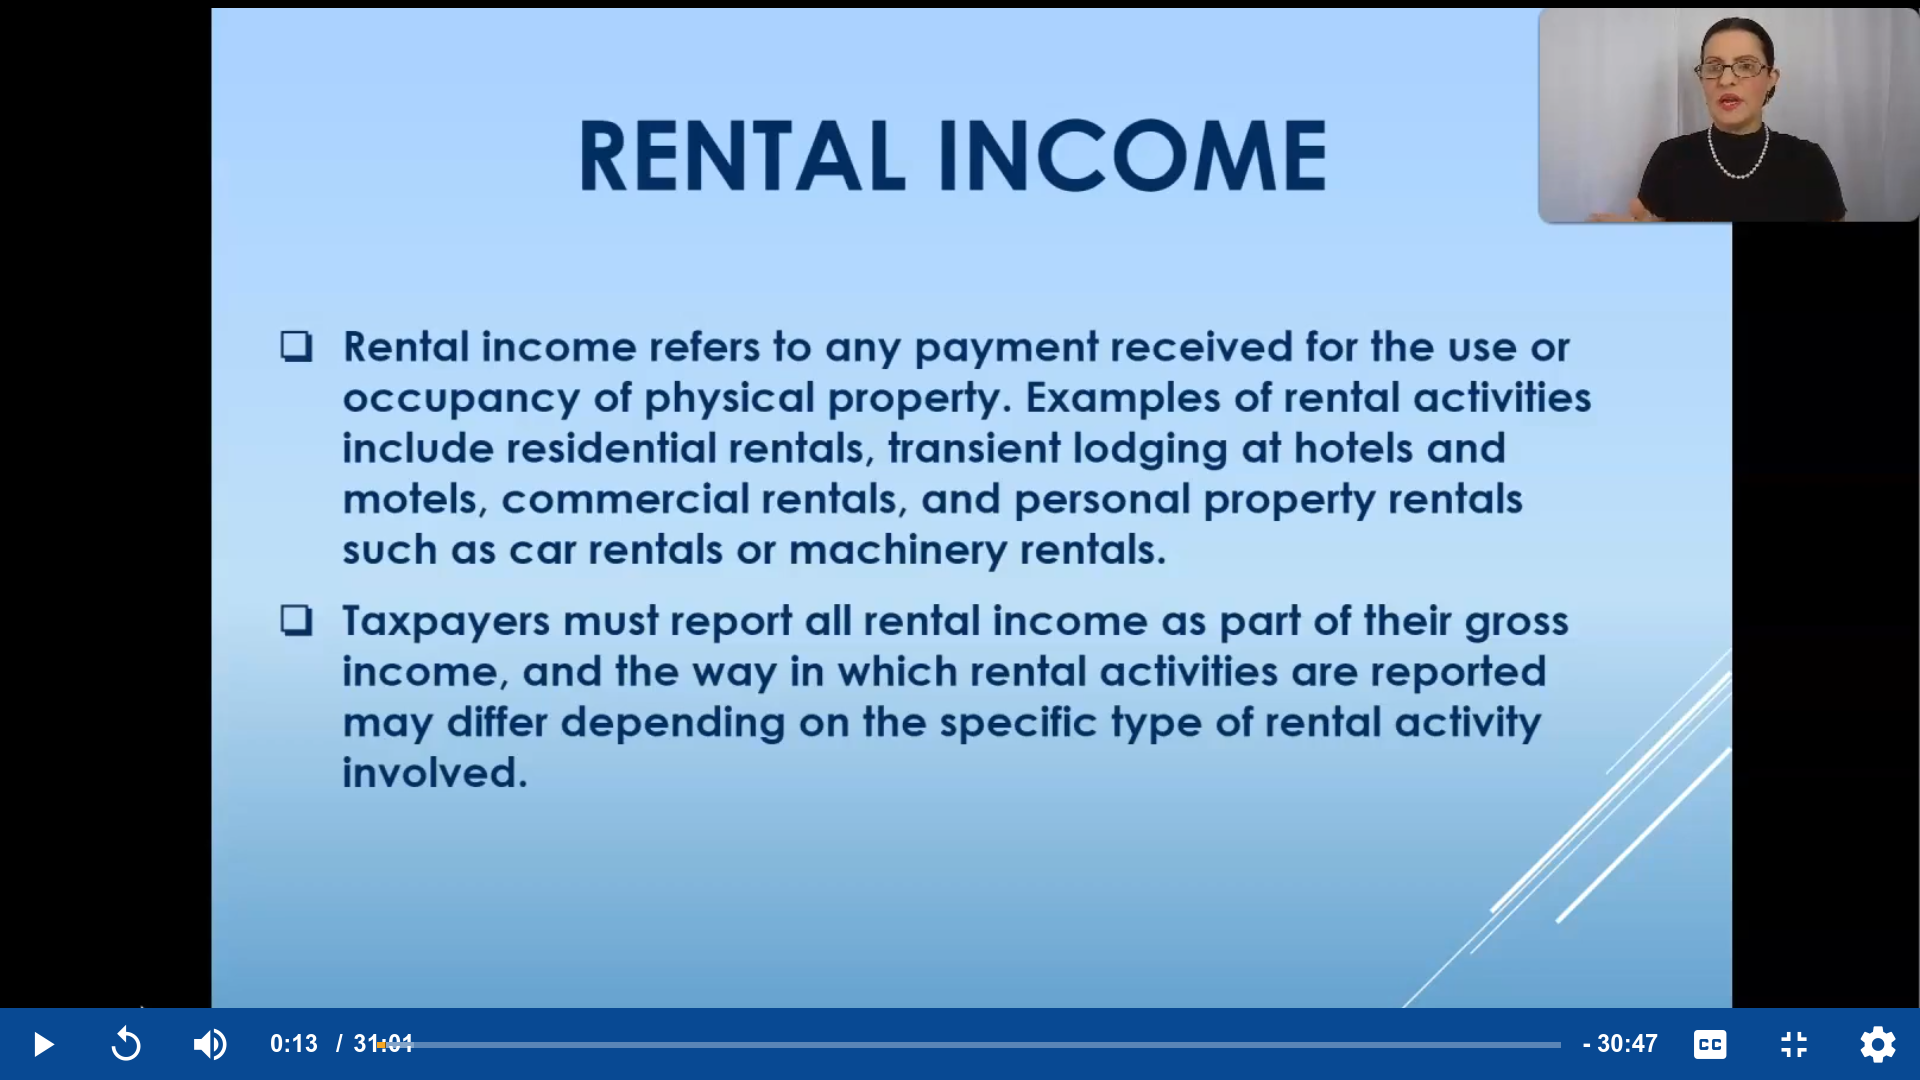 RENTAL INCOME
❑ Rental income refers to any payment received for the use or
occupancy of physical property. Examples of rental activities
include residential rentals, transient lodging at hotels and
motels, commercial rentals, and personal property rentals
such as car rentals or machinery rentals.
❑ Taxpayers must report all rental income as part of their gross
income, and the way in which rental activities are reported
may differ depending on the specific type of rental activity
involved.
0:13 / 31:01 - 30:47 CC